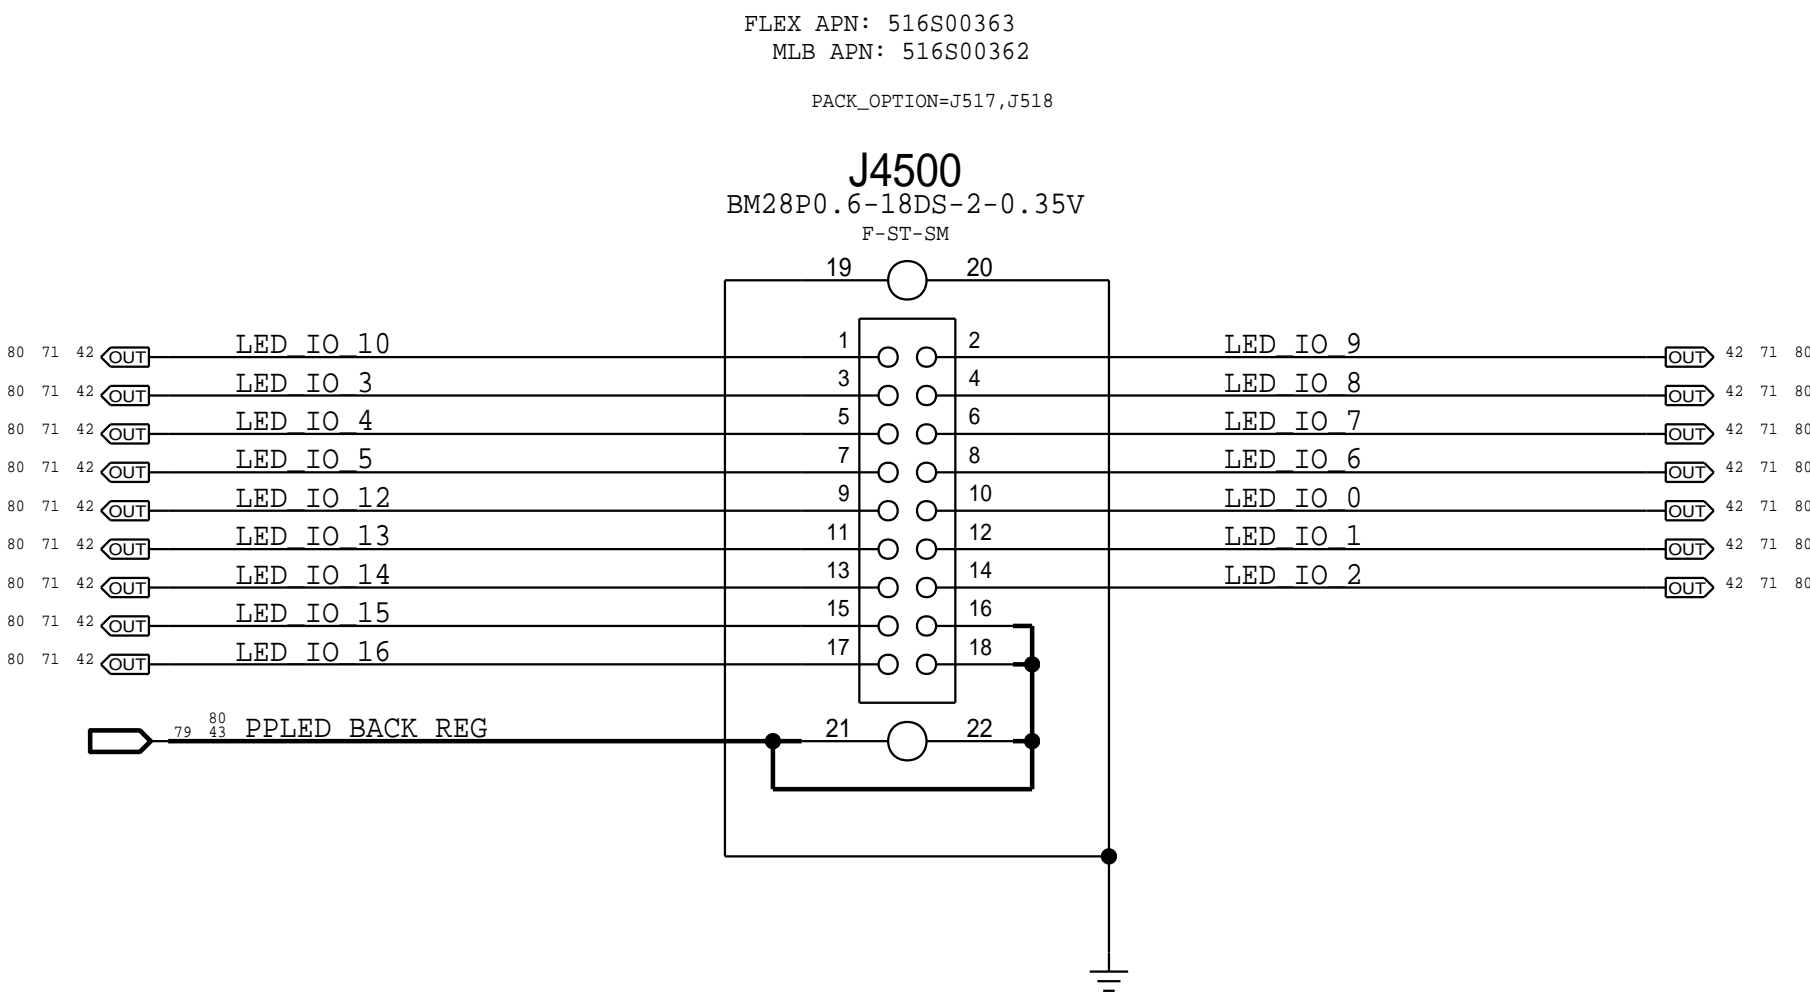 FLEX APN: 516S00363
MLB APN: 516S00362
PACK_OPTION=J517,J518
J4500
BM28P0.6-18DS-2-0.35V
F-ST-SM
19 20
80 71 42 OUT LED_IO_10 1 2 LED_IO_9 OUT 42 71 80
80 71 42 OUT LED_IO_3 3 4 LED_IO_8 OUT 42 71 80
80 71 42 OUT LED_IO_4 5 6 LED_IO_7 OUT 42 71 80
80 71 42 OUT LED_IO_5 7 8 LED_IO_6 OUT 42 71 80
80 71 42 OUT LED_IO_12 9 10 LED_IO_0 OUT 42 71 80
80 71 42 OUT LED_IO_13 11 12 LED_IO_1 OUT 42 71 80
80 71 42 OUT LED_IO_14 13 14 LED_IO_2 OUT 42 71 80
80 71 42 OUT LED_IO_15 15 16
80 71 42 OUT LED_IO_16 17 18
80
79 43 PPLED_BACK_REG 21 22